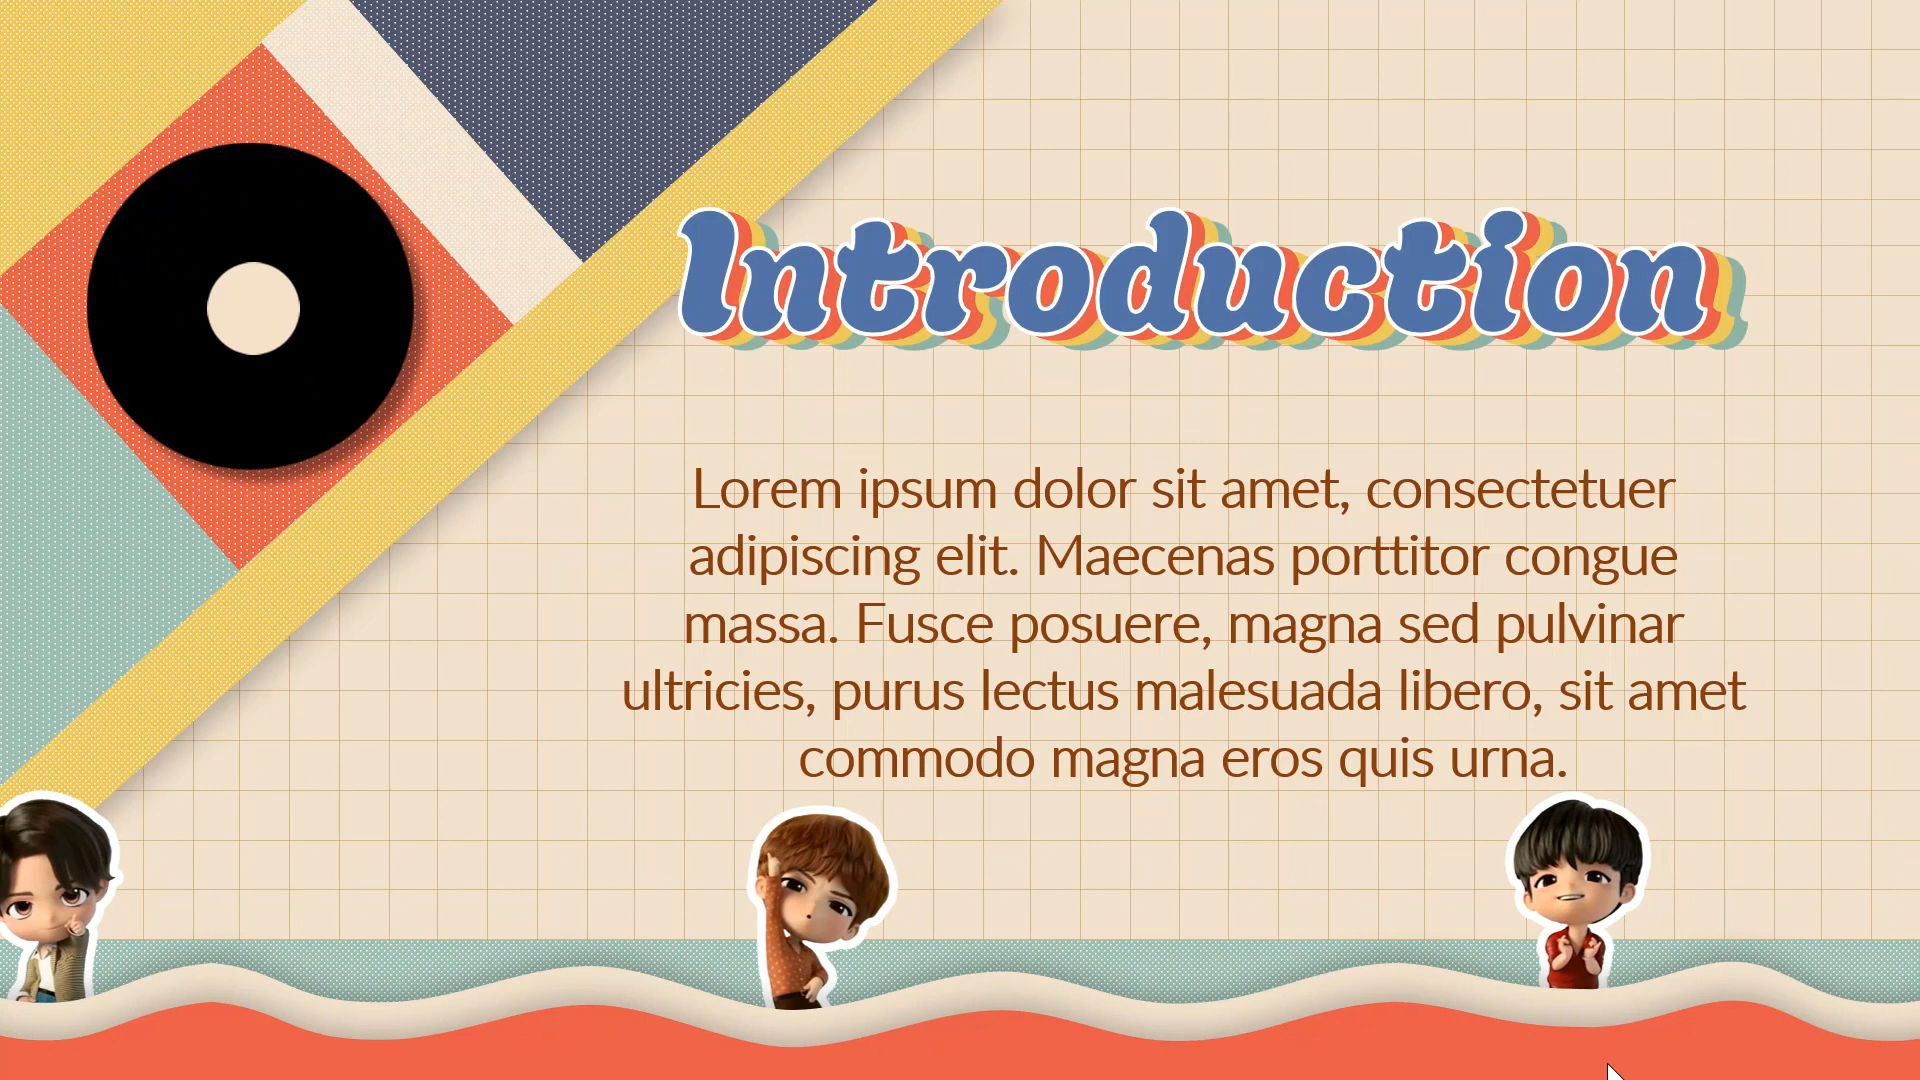 Introduction
Lorem ipsum dolor sit amet, consectetuer
adipiscing elit. Maecenas porttitor congue
massa. Fusce posuere, magna sed pulvinar
ultricies, purus lectus malesuada libero, sit amet
commodo magna eros quis urna.